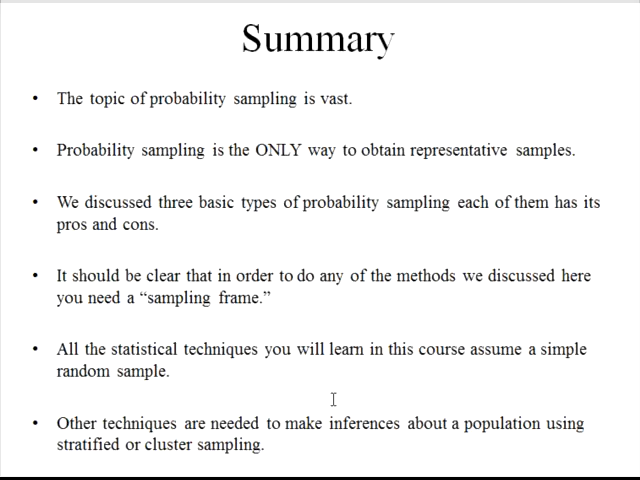 Summary
• The topic of probability sampling is vast.
• Probability sampling is the ONLY way to obtain representative samples.
• We discussed three basic types of probability sampling each of them has its
pros and cons.
• It should be clear that in order to do any of the methods we discussed here
you need a “sampling frame.”
• All the statistical techniques you will learn in this course assume a simple
random sample.
• Other techniques are needed to make inferences about a population using
stratified or cluster sampling.